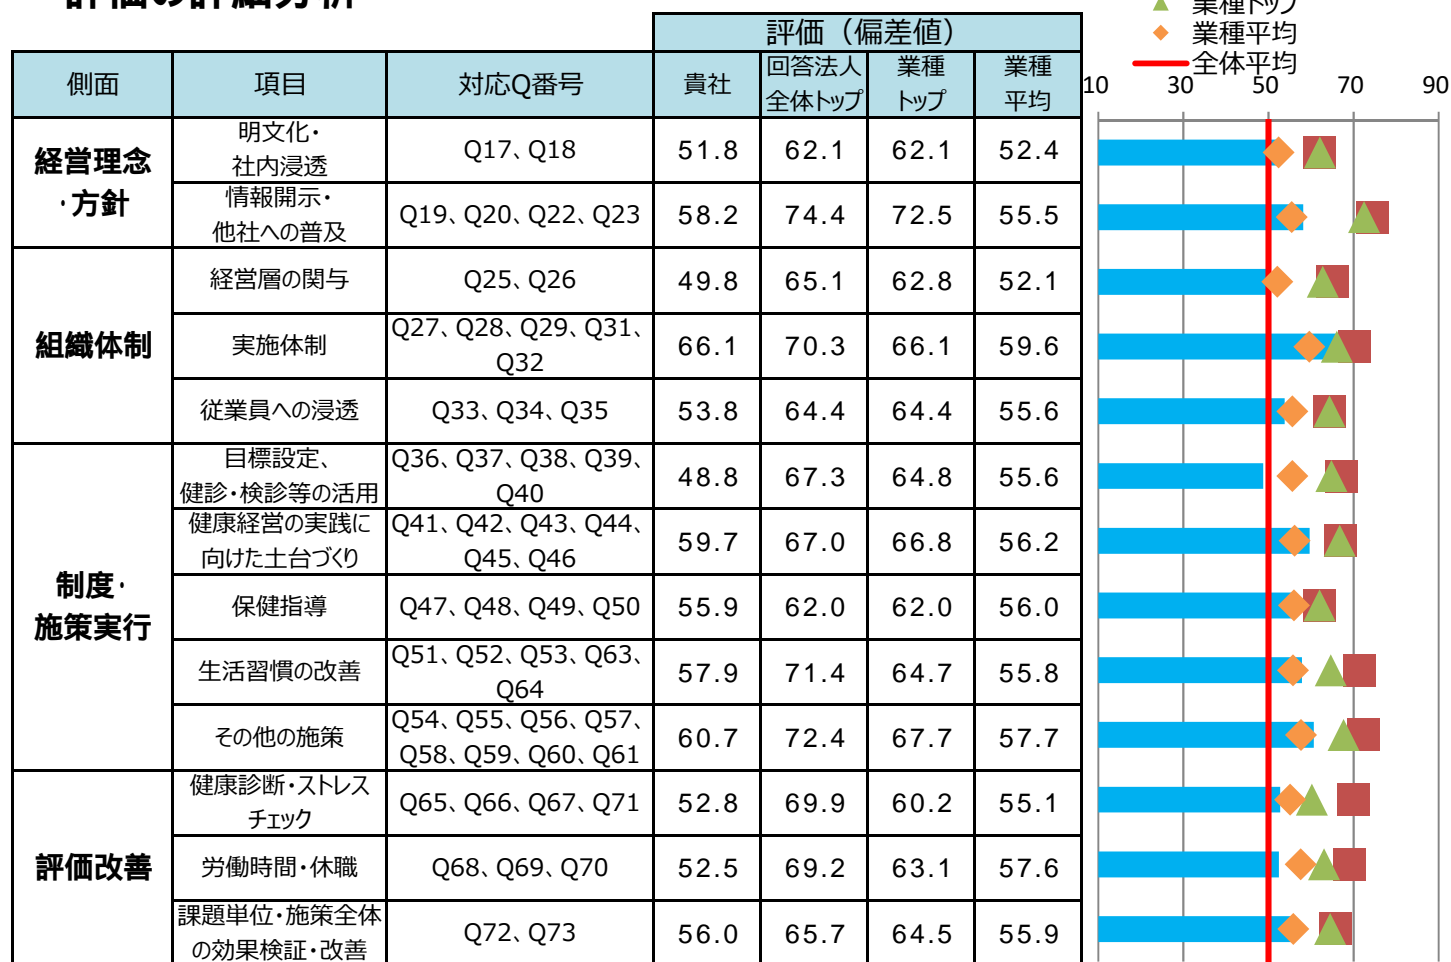 評価の詳細分析
業種トップ
業種平均
全体平均
評価（偏差値）
側面 項目 対応Q番号 貴社 回答法人全体トップ 業種トップ 業種平均
10 30 50 70 90
経営理念・方針
明文化・社内浸透 Q17、Q18 51.8 62.1 62.1 52.4
情報開示・他社への普及 Q19、Q20、Q22、Q23 58.2 74.4 72.5 55.5
組織体制
経営層の関与 Q25、Q26 49.8 65.1 62.8 52.1
実施体制 Q27、Q28、Q29、Q31、Q32 66.1 70.3 66.1 59.6
従業員への浸透 Q33、Q34、Q35 53.8 64.4 64.4 55.6
制度・施策実行
目標設定、健診・検診等の活用 Q36、Q37、Q38、Q39、Q40 48.8 67.3 64.8 55.6
健康経営の実践に向けた土台づくり Q41、Q42、Q43、Q44、Q45、Q46 59.7 67.0 66.8 56.2
保健指導 Q47、Q48、Q49、Q50 55.9 62.0 62.0 56.0
生活習慣の改善 Q51、Q52、Q53、Q63、Q64 57.9 71.4 64.7 55.8
その他の施策 Q54、Q55、Q56、Q57、Q58、Q59、Q60、Q61 60.7 72.4 67.7 57.7
評価改善
健康診断・ストレスチェック Q65、Q66、Q67、Q71 52.8 69.9 60.2 55.1
労働時間・休職 Q68、Q69、Q70 52.5 69.2 63.1 57.6
課題単位・施策全体の効果検証・改善 Q72、Q73 56.0 65.7 64.5 55.9